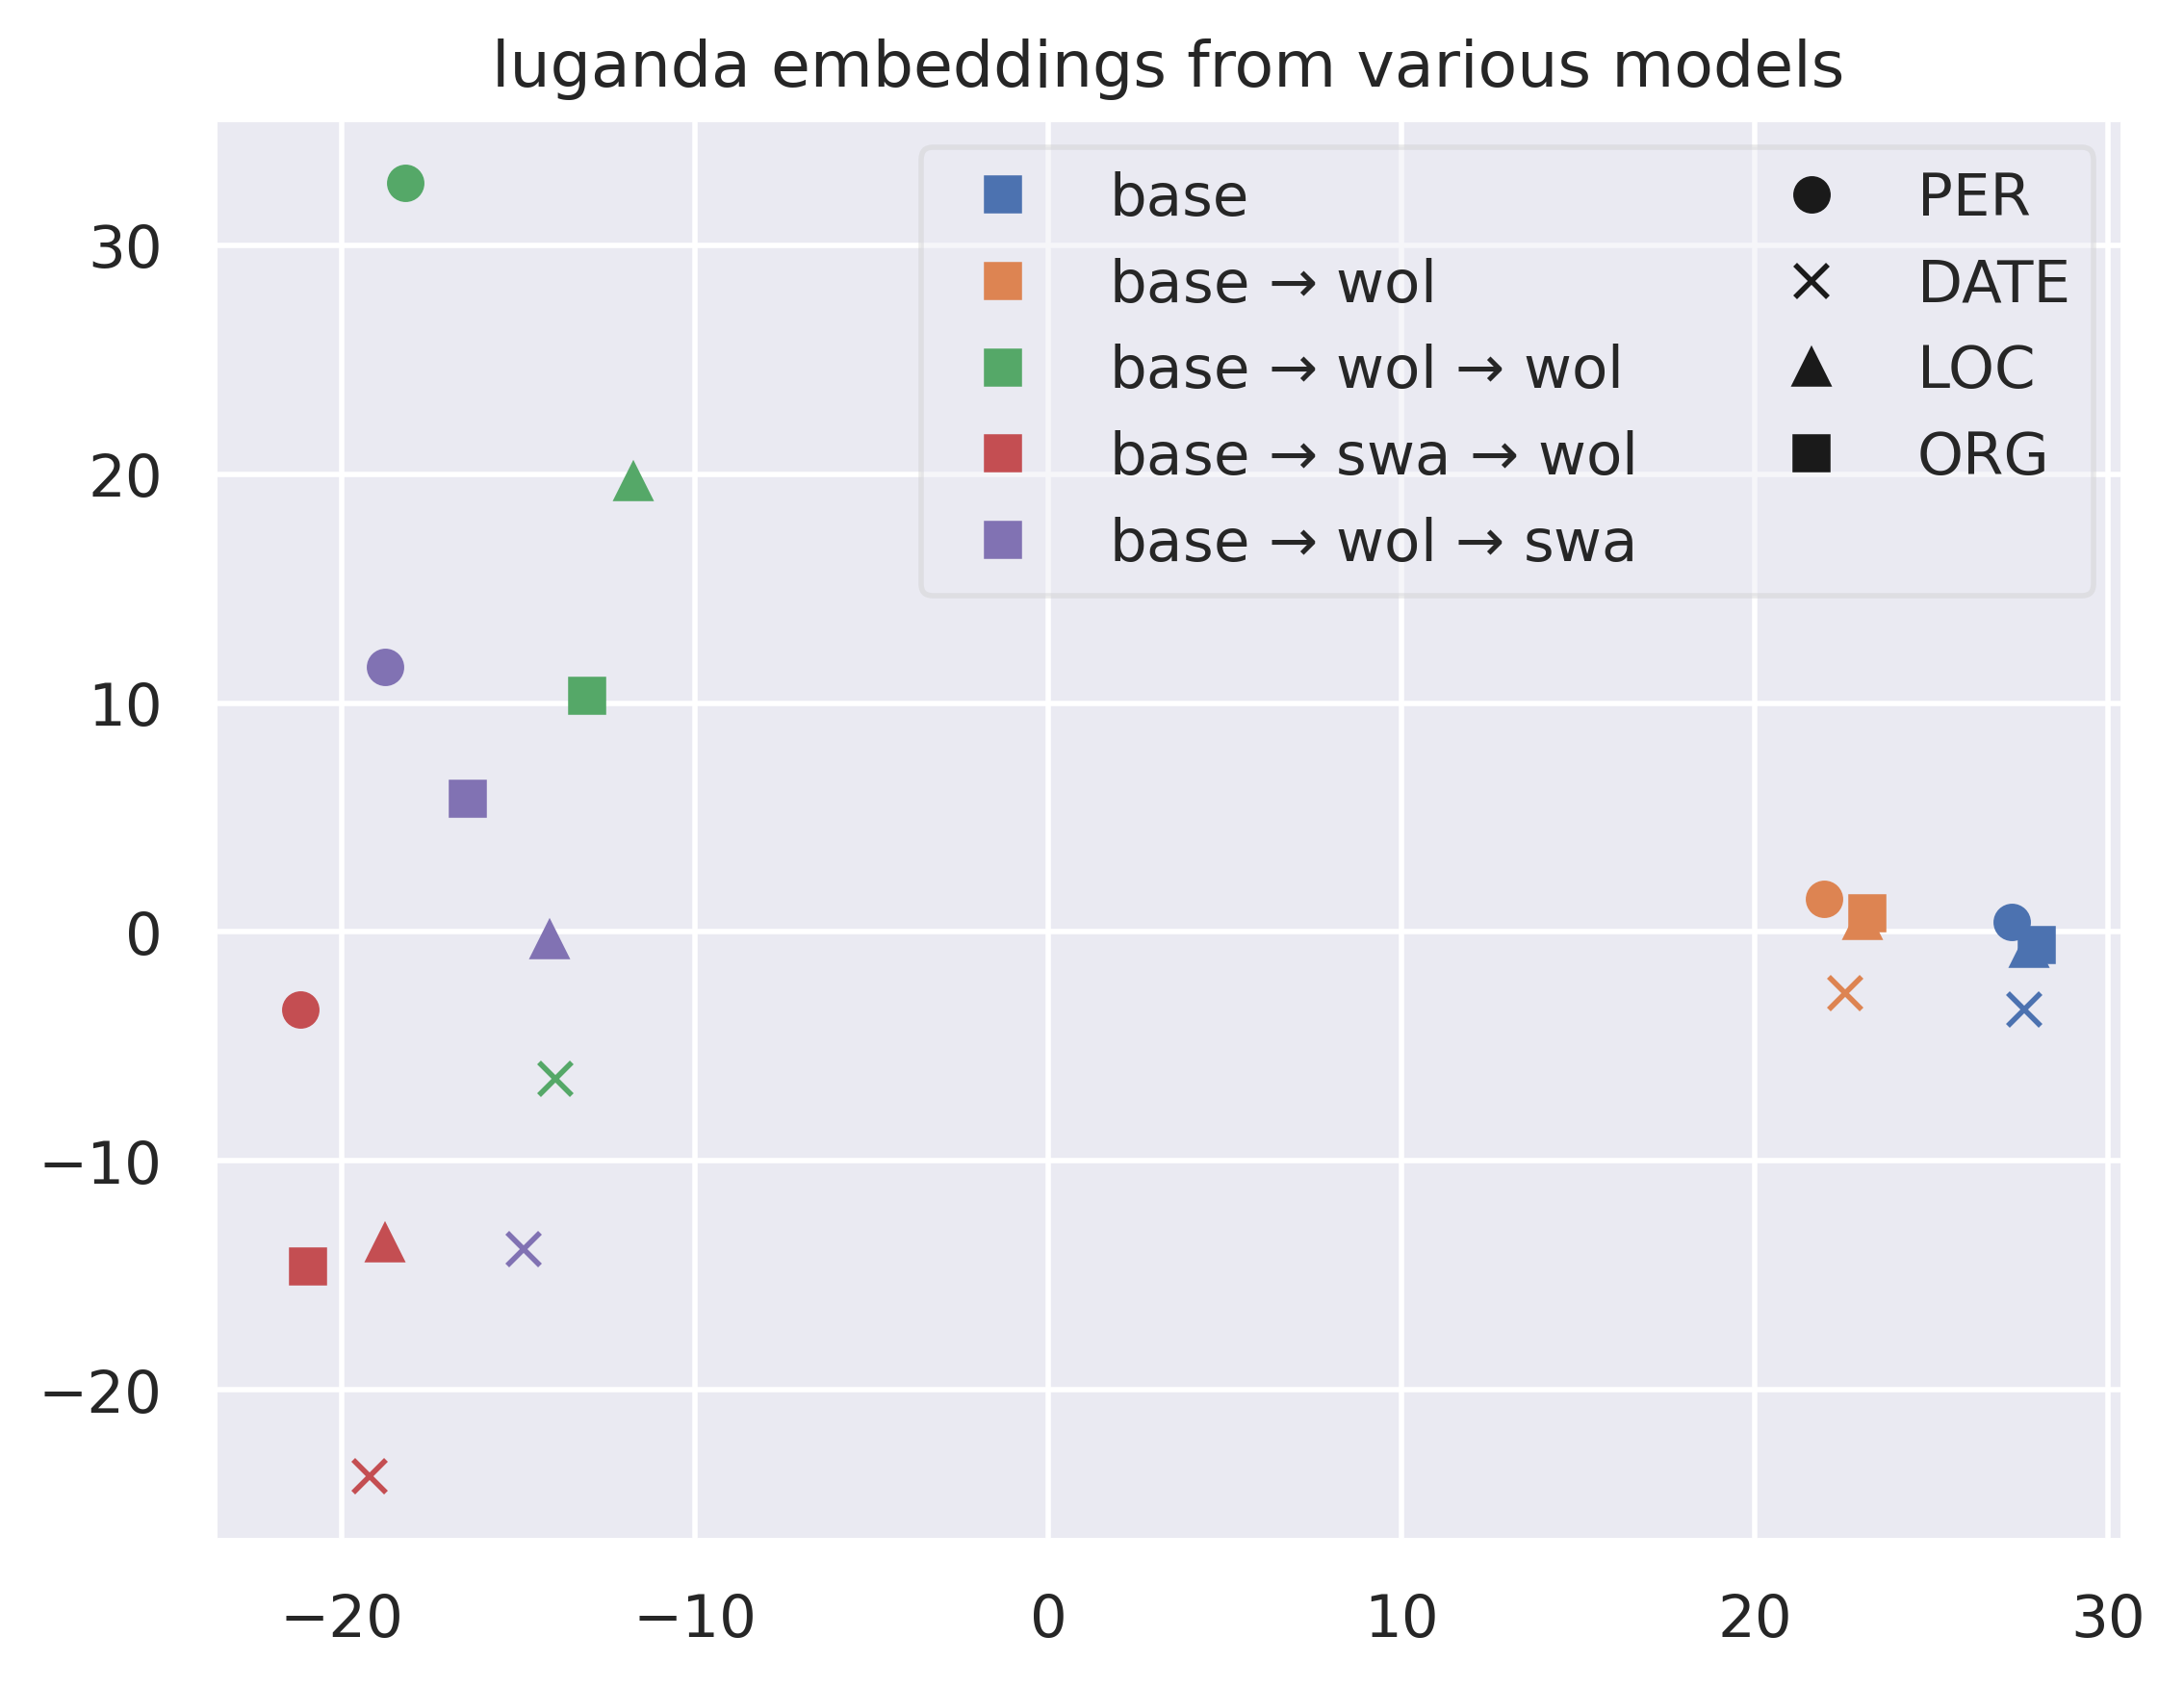 luganda embeddings from various models
base
base → wol
base → wol → wol
base → swa → wol
base → wol → swa
PER
DATE
LOC
ORG
30
20
10
0
−10
−20
−20
−10
0
10
20
30